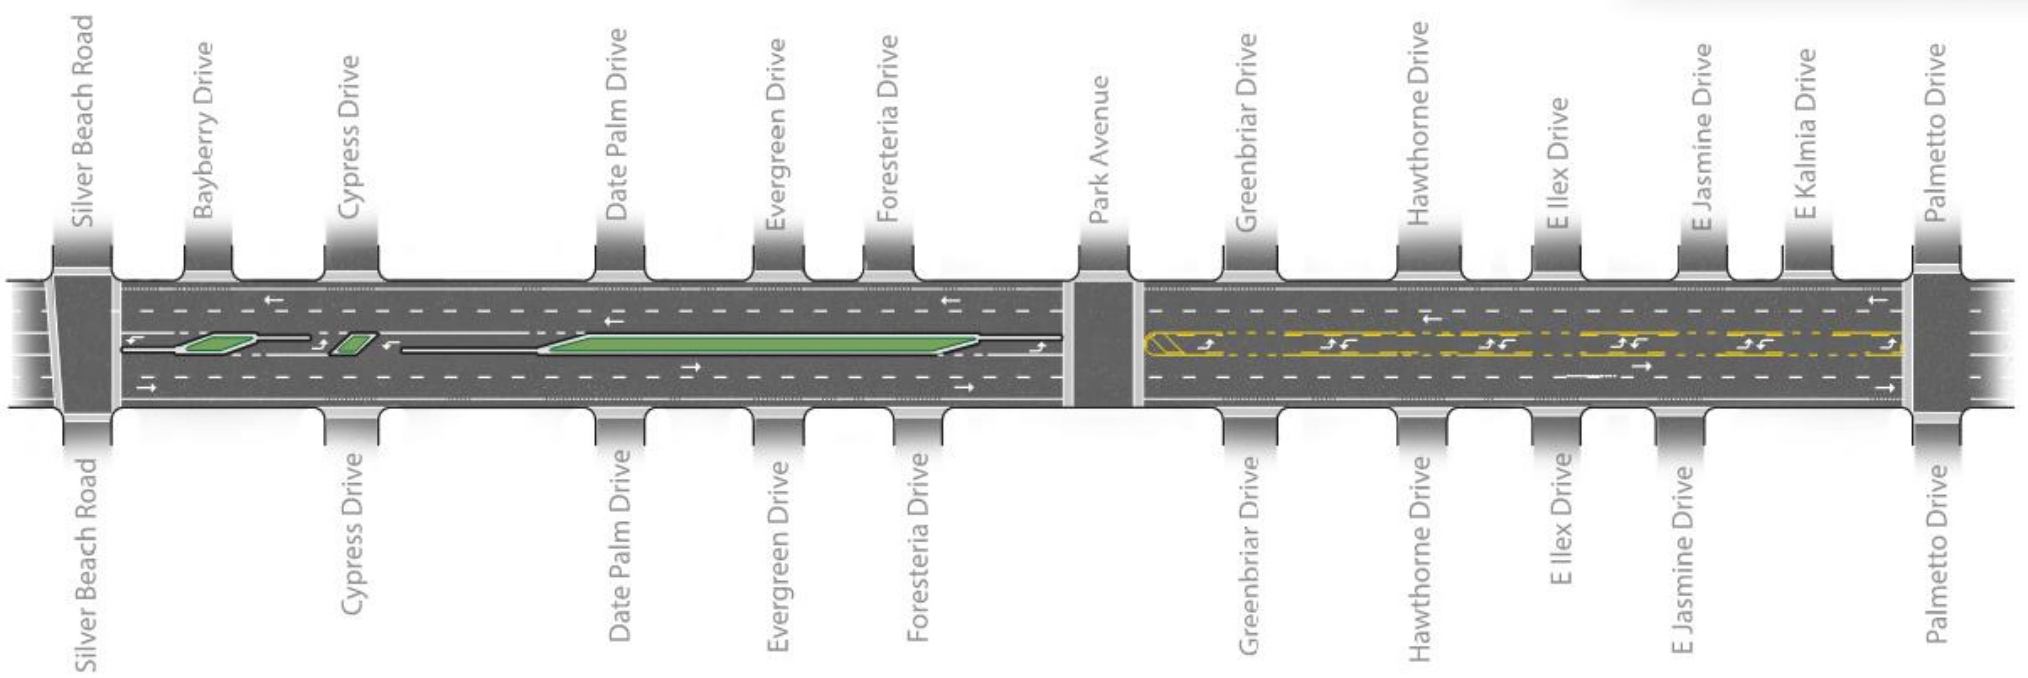 Silver Beach Road
Bayberry Drive
Cypress Drive
Date Palm Drive
Evergreen Drive
Foresteria Drive
Park Avenue
Greenbriar Drive
Hawthorne Drive
E Ilex Drive
E Jasmine Drive
E Kalmia Drive
Palmetto Drive
Silver Beach Road
Cypress Drive
Date Palm Drive
Evergreen Drive
Foresteria Drive
Greenbriar Drive
Hawthorne Drive
E Ilex Drive
E Jasmine Drive
Palmetto Drive